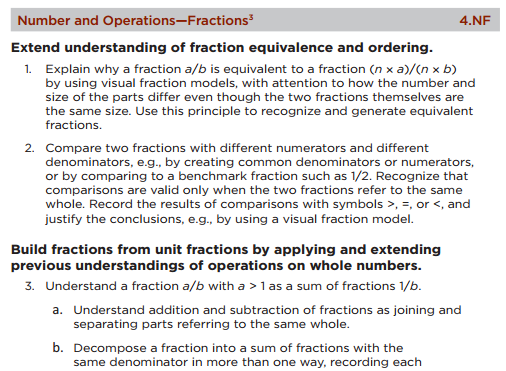 Number and Operations—Fractions³ 4.NF
Extend understanding of fraction equivalence and ordering.
1. Explain why a fraction a/b is equivalent to a fraction (n x a)/(n x b)
by using visual fraction models, with attention to how the number and
size of the parts differ even though the two fractions themselves are
the same size. Use this principle to recognize and generate equivalent
fractions.
2. Compare two fractions with different numerators and different
denominators, e.g., by creating common denominators or numerators,
or by comparing to a benchmark fraction such as 1/2. Recognize that
comparisons are valid only when the two fractions refer to the same
whole. Record the results of comparisons with symbols >, =, or <, and
justify the conclusions, e.g., by using a visual fraction model.
Build fractions from unit fractions by applying and extending
previous understandings of operations on whole numbers.
3. Understand a fraction a/b with a > 1 as a sum of fractions 1/b.
a. Understand addition and subtraction of fractions as joining and
separating parts referring to the same whole.
b. Decompose a fraction into a sum of fractions with the
same denominator in more than one way, recording each